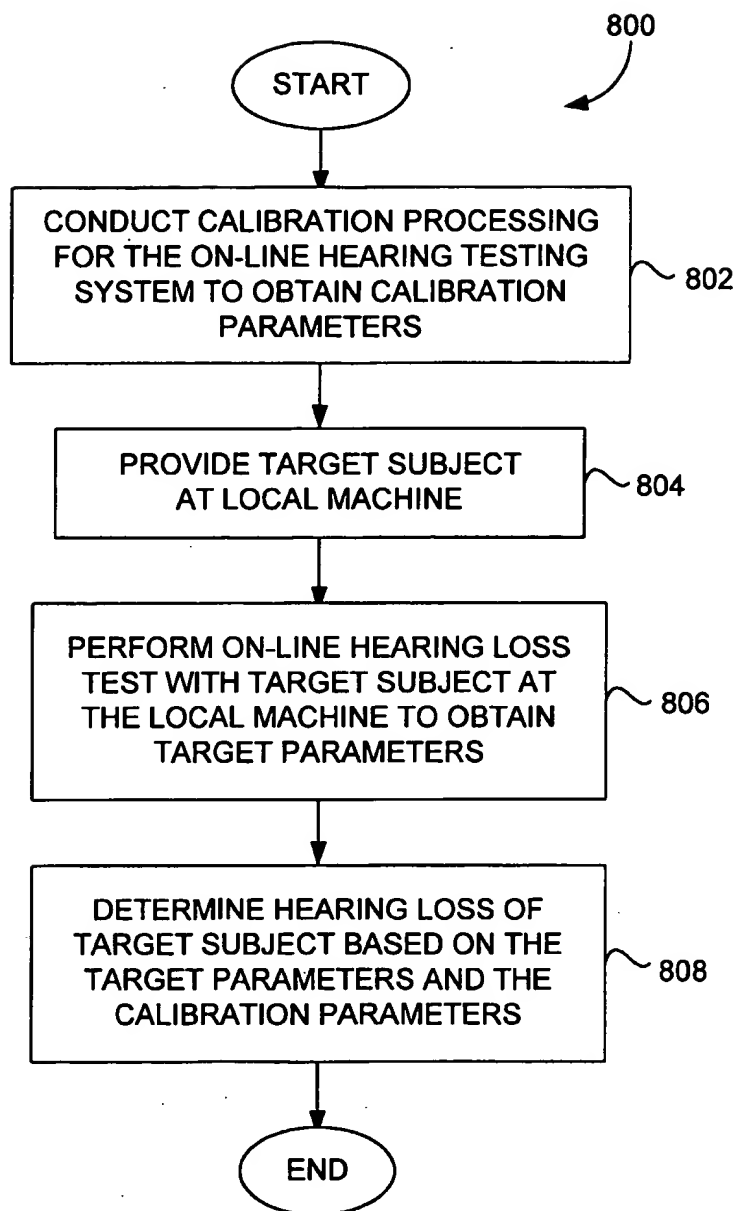 800
START
CONDUCT CALIBRATION PROCESSING
FOR THE ON-LINE HEARING TESTING
SYSTEM TO OBTAIN CALIBRATION
PARAMETERS
802
PROVIDE TARGET SUBJECT
AT LOCAL MACHINE
804
PERFORM ON-LINE HEARING LOSS
TEST WITH TARGET SUBJECT AT
THE LOCAL MACHINE TO OBTAIN
TARGET PARAMETERS
806
DETERMINE HEARING LOSS OF
TARGET SUBJECT BASED ON THE
TARGET PARAMETERS AND THE
CALIBRATION PARAMETERS
808
END